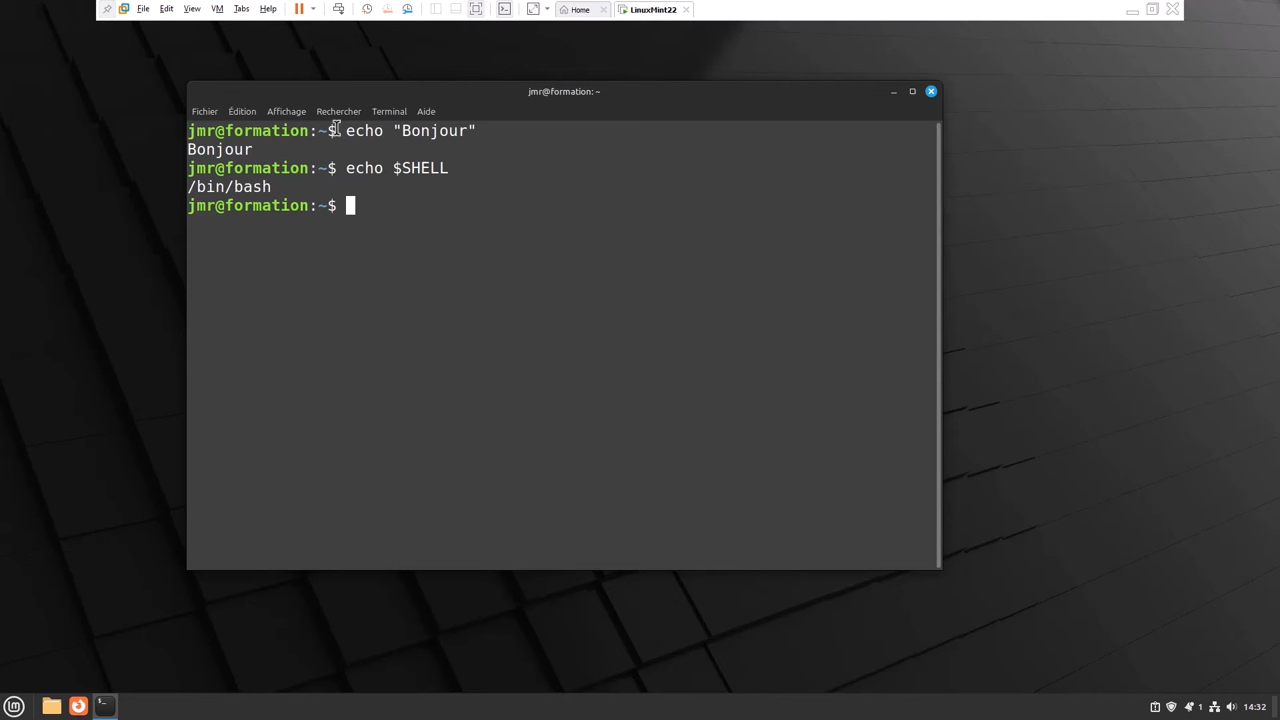 File Edit View VM Tabs Help Home LinuxMint22
jmr@formation: ~
Fichier Édition Affichage Rechercher Terminal Aide
jmr@formation:~$ echo "Bonjour"
Bonjour
jmr@formation:~$ echo $SHELL
/bin/bash
jmr@formation:~$
1 14:32